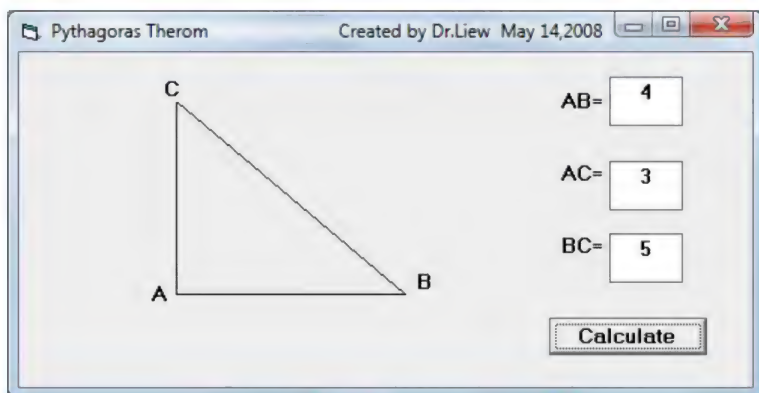 Pythagoras Therom Created by Dr.Liew May 14,2008
C
AB= 4
AC= 3
BC= 5
A B
Calculate